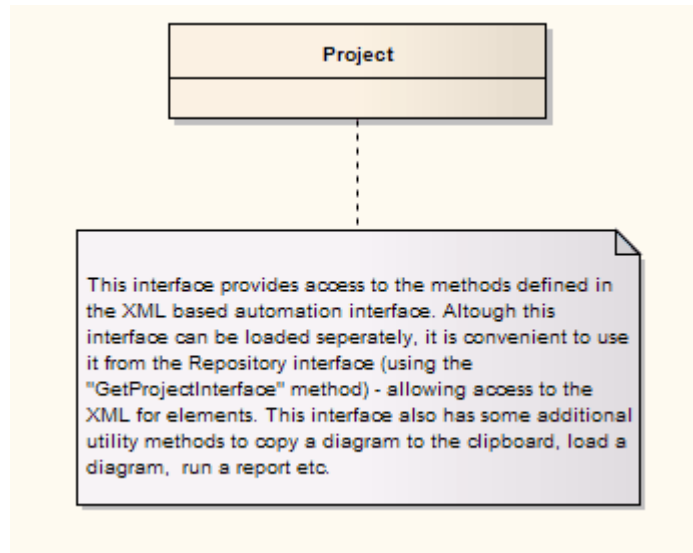 Project
This interface provides access to the methods defined in
the XML based automation interface. Altough this
interface can be loaded seperately, it is convenient to use
it from the Repository interface (using the
"GetProjectInterface" method) - allowing access to the
XML for elements. This interface also has some additional
utility methods to copy a diagram to the clipboard, load a
diagram,  run a report etc.